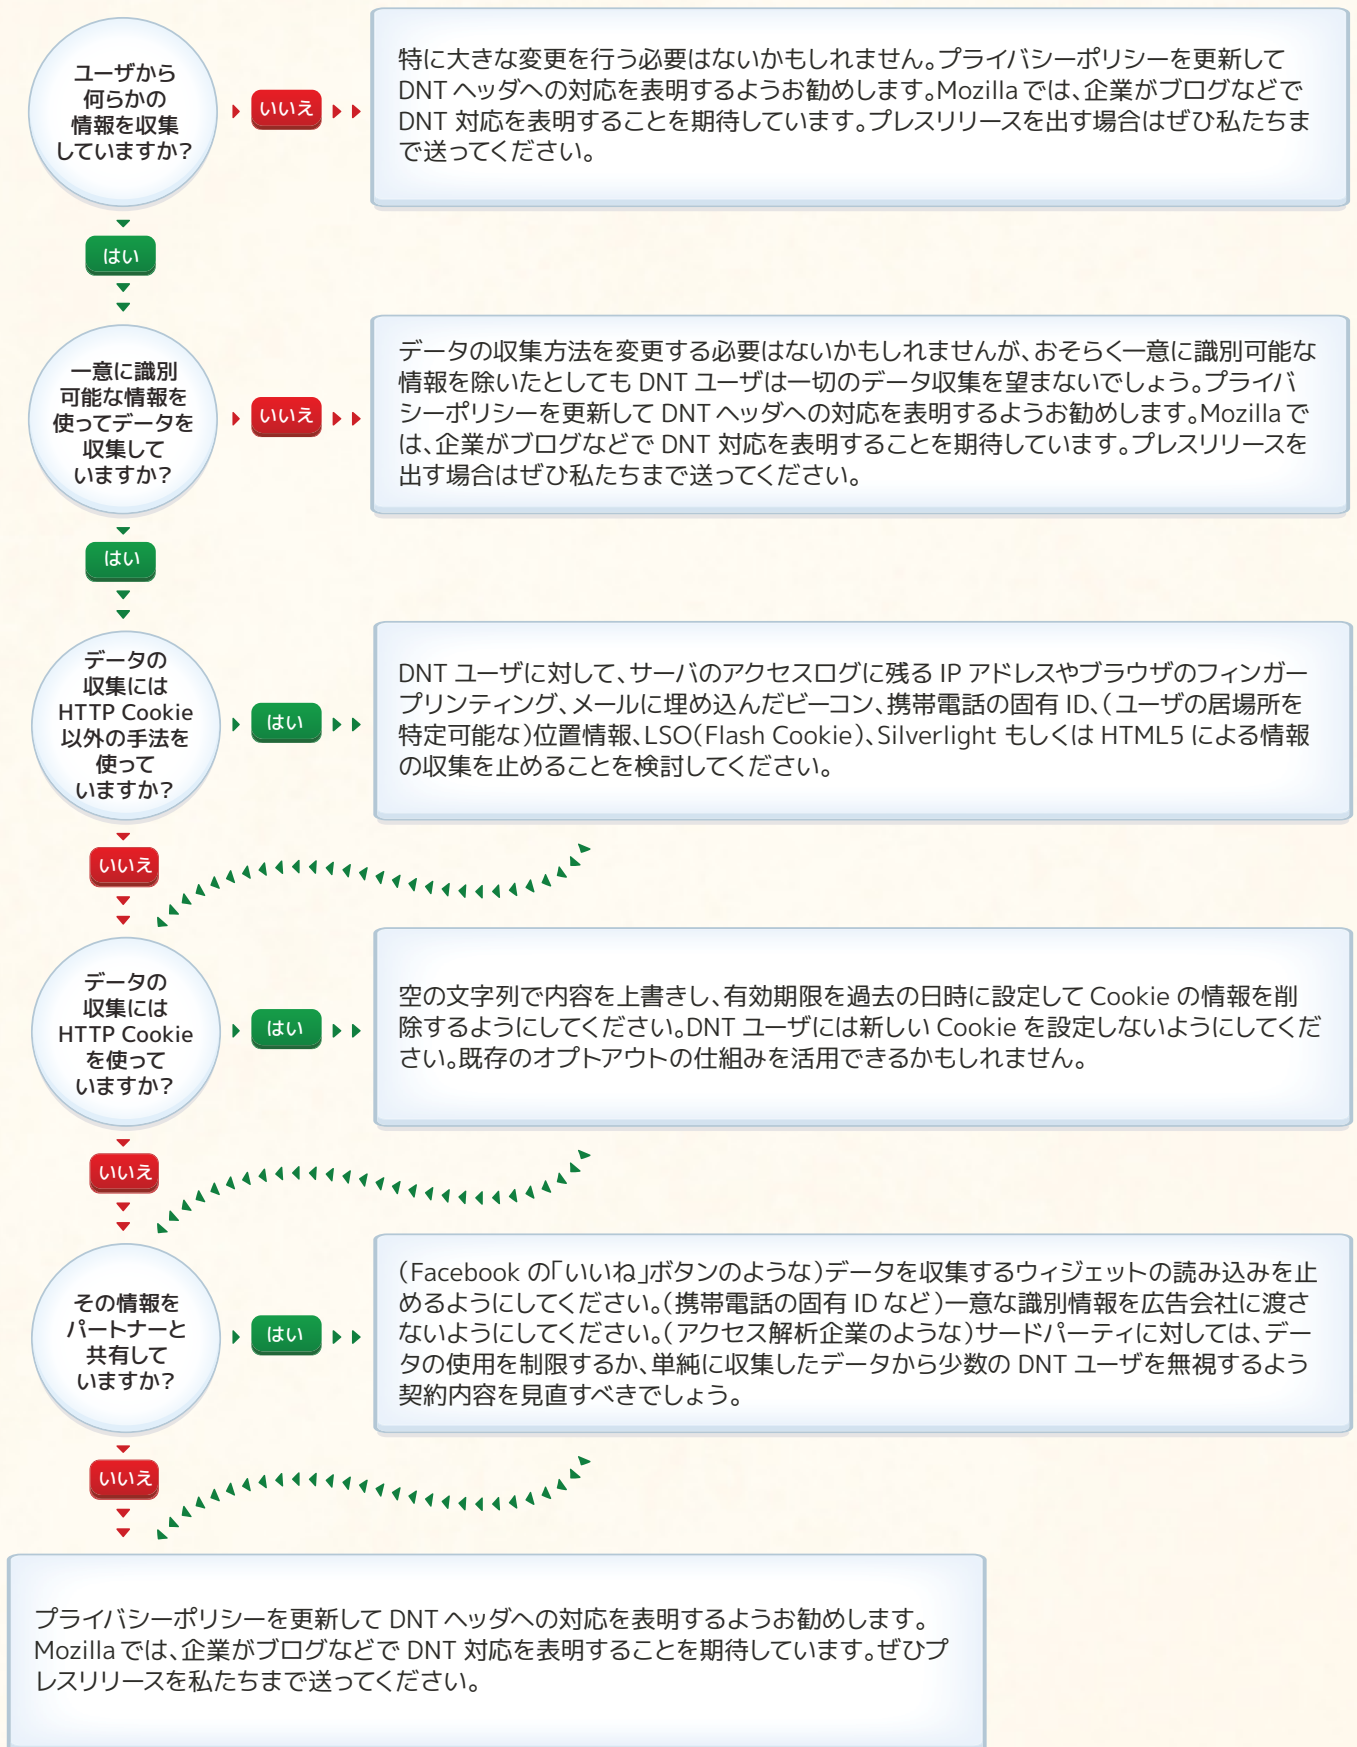 ユーザから
何らかの
情報を収集
していますか？
いいえ
特に大きな変更を行う必要はないかもしれません。プライバシーポリシーを更新して
DNT ヘッダへの対応を表明するようお勧めします。Mozilla では、企業がブログなどで
DNT 対応を表明することを期待しています。プレスリリースを出す場合はぜひ私たちま
で送ってください。
はい
一意に識別
可能な情報を
使ってデータを
収集して
いますか？
いいえ
データの収集方法を変更する必要はないかもしれませんが、おそらく一意に識別可能な
情報を除いたとしても DNT ユーザは一切のデータ収集を望まないでしょう。プライバ
シーポリシーを更新して DNT ヘッダへの対応を表明するようお勧めします。Mozilla で
は、企業がブログなどで DNT 対応を表明することを期待しています。プレスリリースを
出す場合はぜひ私たちまで送ってください。
はい
データの
収集には
HTTP Cookie
以外の手法を
使って
いますか？
はい
DNT ユーザに対して、サーバのアクセスログに残る IP アドレスやブラウザのフィンガー
プリンティング、メールに埋め込んだビーコン、携帯電話の固有 ID、（ユーザの居場所を
特定可能な）位置情報、LSO（Flash Cookie）、Silverlight もしくは HTML5 による情報
の収集を止めることを検討してください。
いいえ
データの
収集には
HTTP Cookie
を使って
いますか？
はい
空の文字列で内容を上書きし、有効期限を過去の日時に設定して Cookie の情報を削
除するようにしてください。DNT ユーザには新しい Cookie を設定しないようにしてくだ
さい。既存のオプトアウトの仕組みを活用できるかもしれません。
いいえ
その情報を
パートナーと
共有して
いますか？
はい
（Facebook の「いいね」ボタンのような）データを収集するウィジェットの読み込みを止
めるようにしてください。（携帯電話の固有 ID など）一意な識別情報を広告会社に渡さ
ないようにしてください。（アクセス解析企業のような）サードパーティに対しては、デー
タの使用を制限するか、単純に収集したデータから少数の DNT ユーザを無視するよう
契約内容を見直すべきでしょう。
いいえ
プライバシーポリシーを更新して DNT ヘッダへの対応を表明するようお勧めします。
Mozilla では、企業がブログなどで DNT 対応を表明することを期待しています。ぜひプ
レスリリースを私たちまで送ってください。